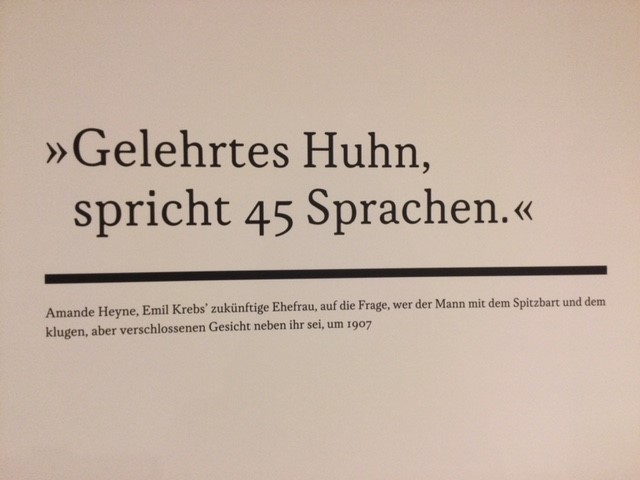 »Gelehrtes Huhn,
spricht 45 Sprachen.«
Amande Heyne, Emil Krebs' zukünftige Ehefrau, auf die Frage, wer der Mann mit dem Spitzbart und dem
klugen, aber verschlossenen Gesicht neben ihr sei, um 1907